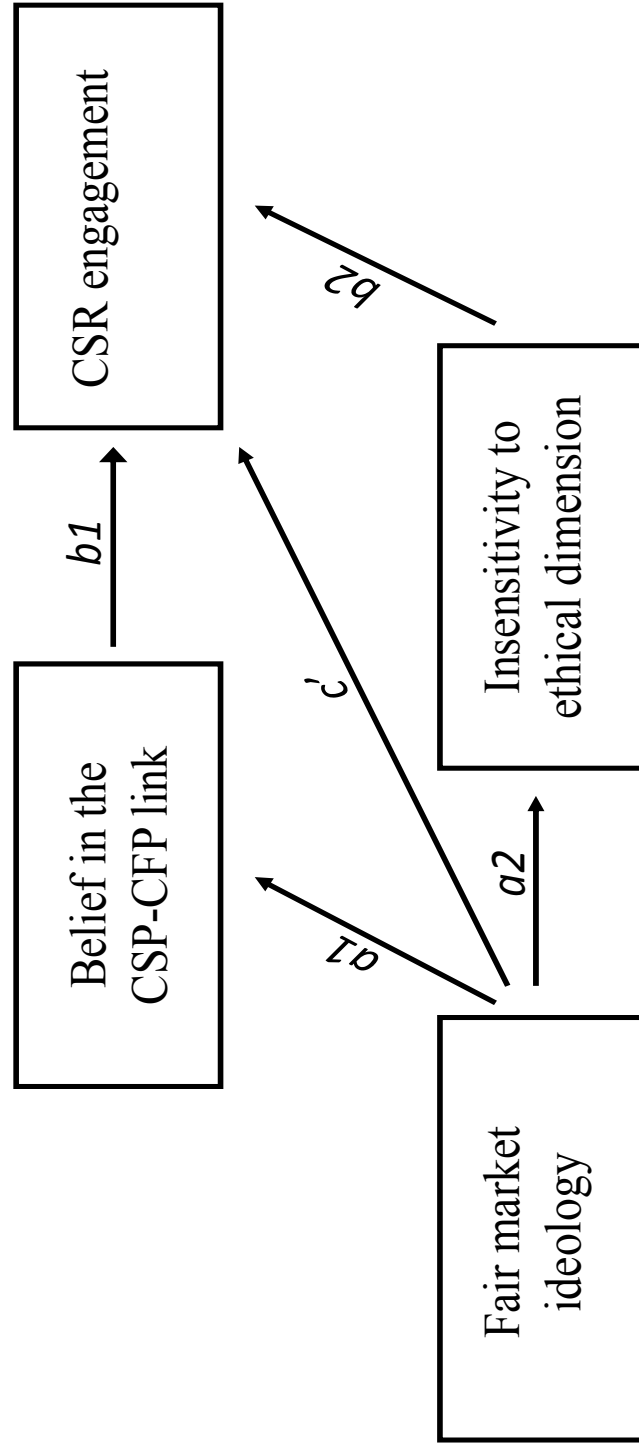 Belief in the
CSP-CFP link
b1
CSR engagement
a1
c'
b2
Fair market
ideology
a2
Insensitivity to
ethical dimension